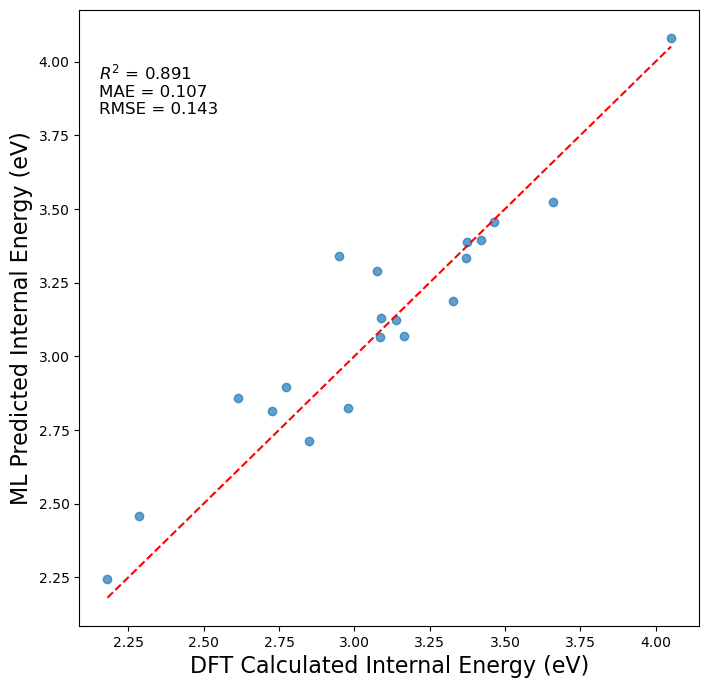 R² = 0.891
MAE = 0.107
RMSE = 0.143
ML Predicted Internal Energy (eV)
4.00
3.75
3.50
3.25
3.00
2.75
2.50
2.25
2.25 2.50 2.75 3.00 3.25 3.50 3.75 4.00
DFT Calculated Internal Energy (eV)